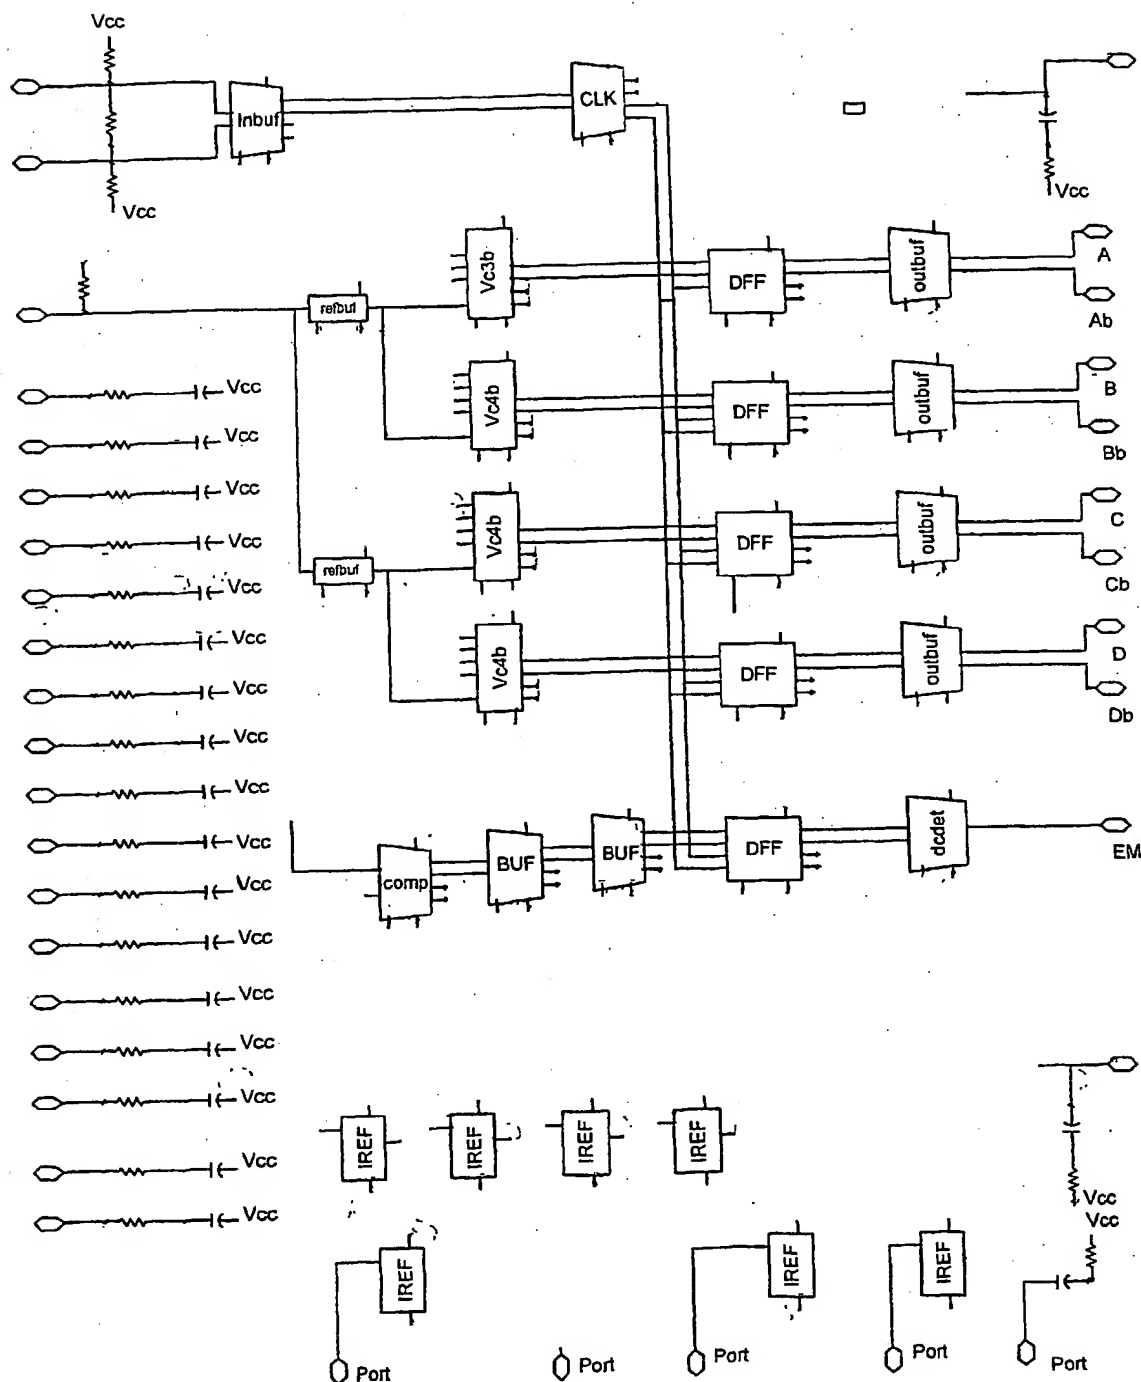 Vcc
Inbuf
CLK
Vcc
Vcc
Vc3b
DFF
outbuf
A
refbuf
Ab
Vcc
Vc4b
DFF
outbuf
B
Vcc
Bb
Vcc
Vc4b
DFF
outbuf
C
Vcc
refbuf
Cb
Vcc
Vcc
Vc4b
DFF
outbuf
D
Vcc
Db
Vcc
Vcc
Vcc
comp
BUF
BUF
DFF
dcdet
EM
Vcc
Vcc
Vcc
Vcc
Vcc
IREF
IREF
IREF
IREF
Vcc
Vcc
Vcc
Vcc
IREF
IREF
IREF
Port
Port
Port
Port
Port